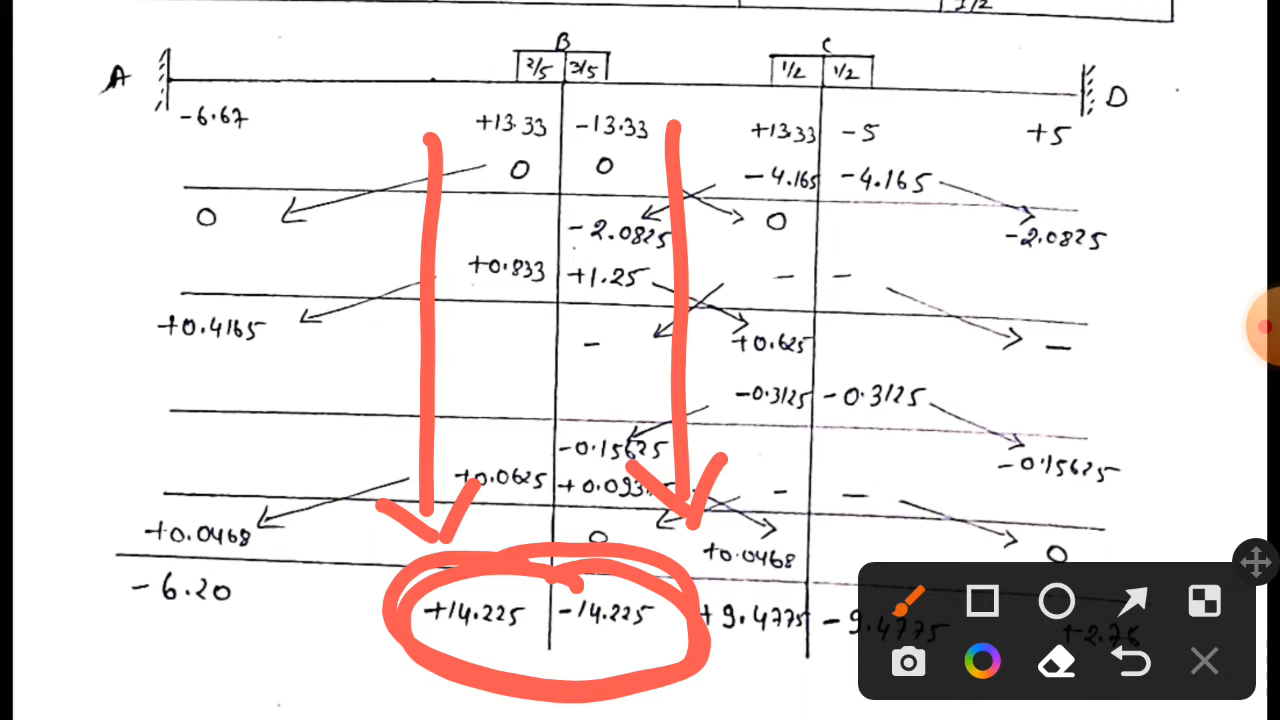 1/2
B C
A 2/5 3/5 1/2 1/2 D
-6.67 +13.33 -13.33 +13.33 -5 +5
0 0 -4.165 -4.165
0 -2.0825 0 -2.0825
+0.833 +1.25 - -
+0.4165 - +0.625 -
-0.3125 -0.3125
-0.15625 -0.15625
+0.0625 - -
+0.0468 0 +0.0468 0
-6.20 +14.225 -14.225 +9.4775 -9.4775 +2.76